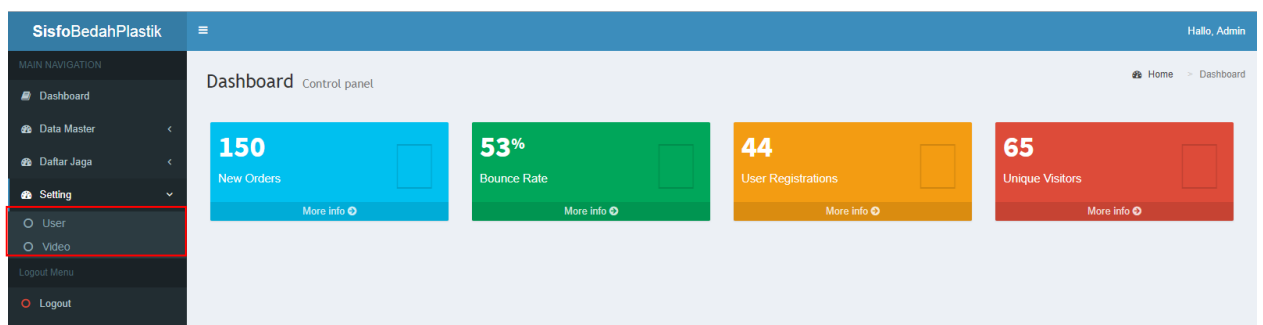 SisfoBedahPlastik
Hallo, Admin
MAIN NAVIGATION
Dashboard
Data Master
Daftar Jaga
Setting
User
Video
Logout Menu
Logout
Dashboard Control panel
Home > Dashboard
150
New Orders
More info
53%
Bounce Rate
More info
44
User Registrations
More info
65
Unique Visitors
More info